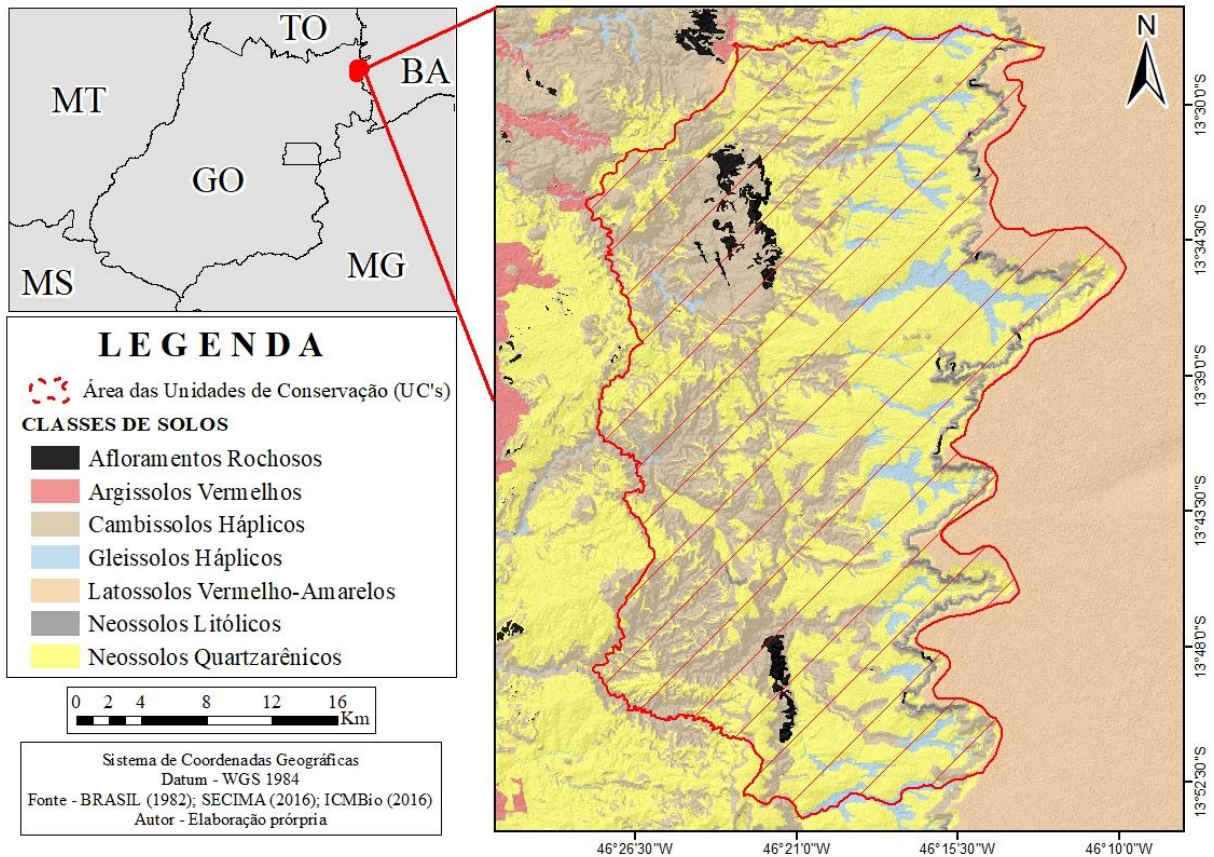 TO
BA
MT
GO
MS
MG
L E G E N D A
Área das Unidades de Conservação (UC's)
CLASSES DE SOLOS
Afloramentos Rochosos
Argissolos Vermelhos
Cambissolos Háplicos
Gleissolos Háplicos
Latossolos Vermelho-Amarelos
Neossolos Litólicos
Neossolos Quartzarênicos
0 2 4 8 12 16
Km
Sistema de Coordenadas Geográficas
Datum - WGS 1984
Fonte - BRASIL (1982); SECIMA (2016); ICMBio (2016)
Autor - Elaboração prórpria
N
13°30'0"S
13°34'30"S
13°39'0"S
13°43'30"S
13°48'0"S
13°52'30"S
46°26'30"W 46°21'0"W 46°15'30"W 46°10'0"W